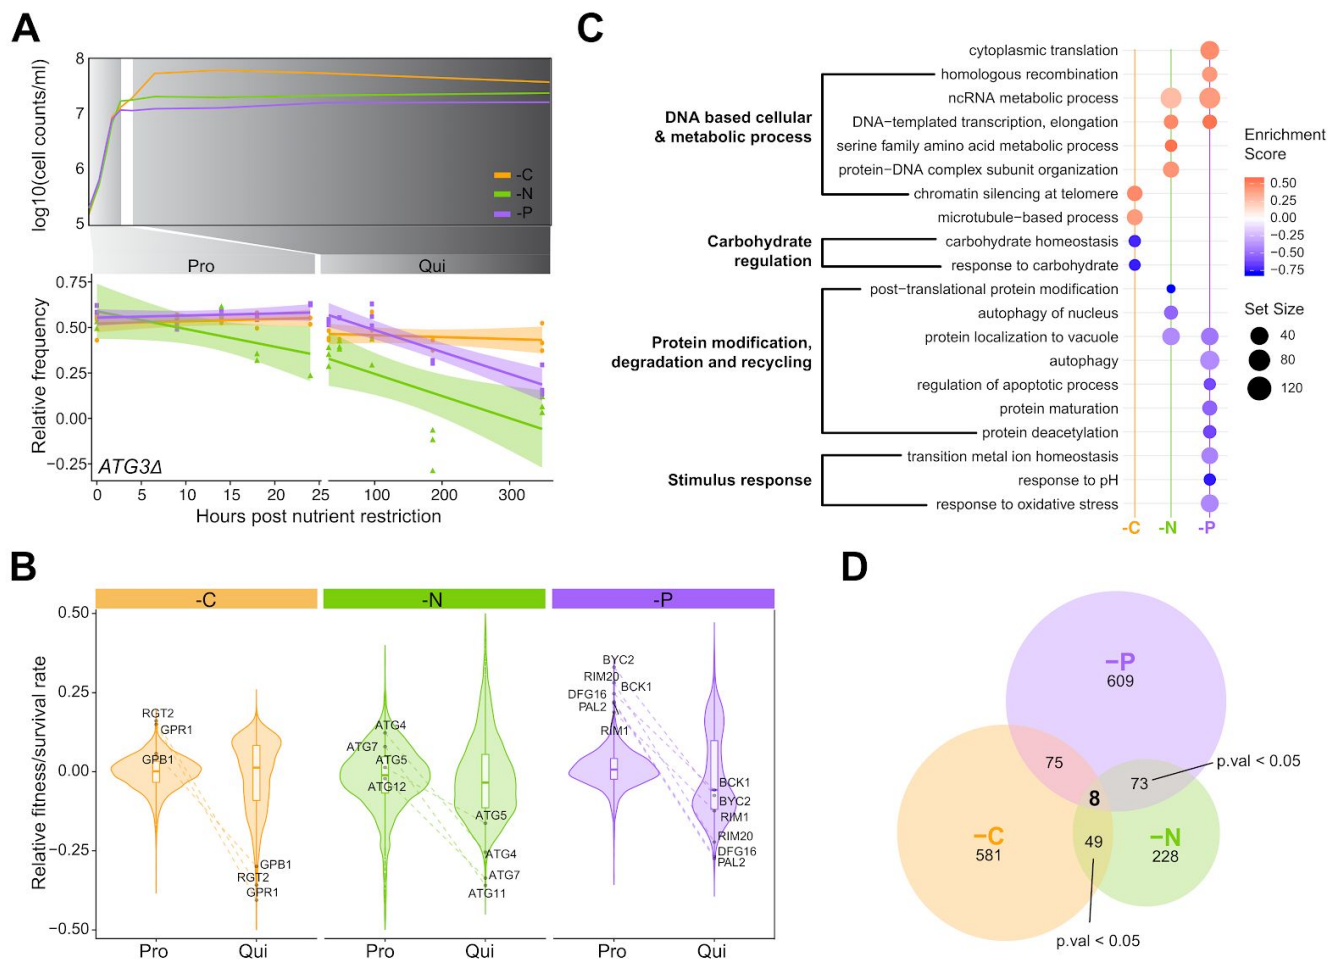 A
log10(cell counts/ml)
8
7
6
5
-C
-N
-P
Pro
Qui
Relative frequency
0.75
0.50
0.25
0.00
−0.25
ATG3Δ
0
5
10
15
20
25
100
200
300
Hours post nutrient restriction
C
cytoplasmic translation
homologous recombination
ncRNA metabolic process
DNA−templated transcription, elongation
serine family amino acid metabolic process
protein−DNA complex subunit organization
chromatin silencing at telomere
microtubule−based process
carbohydrate homeostasis
response to carbohydrate
post−translational protein modification
autophagy of nucleus
protein localization to vacuole
autophagy
regulation of apoptotic process
protein maturation
protein deacetylation
transition metal ion homeostasis
response to pH
response to oxidative stress
DNA based cellular
& metabolic process
Carbohydrate
regulation
Protein modification,
degradation and recycling
Stimulus response
-C
-N
-P
Enrichment
Score
0.50
0.25
0.00
−0.25
−0.50
−0.75
Set Size
40
80
120
B
Relative fitness/survival rate
0.50
0.25
0.00
−0.25
−0.50
-C
RGT2
GPR1
GPB1
GPB1
RGT2
GPR1
Pro
Qui
-N
ATG4
ATG7
ATG5
ATG12
ATG5
ATG4
ATG7
ATG11
Pro
Qui
-P
BYC2
RIM20
BCK1
DFG16
PAL2
RIM1
BCK1
BYC2
RIM1
RIM20
DFG16
PAL2
Pro
Qui
D
−P
609
75
73
p.val < 0.05
8
−C
581
49
−N
228
p.val < 0.05